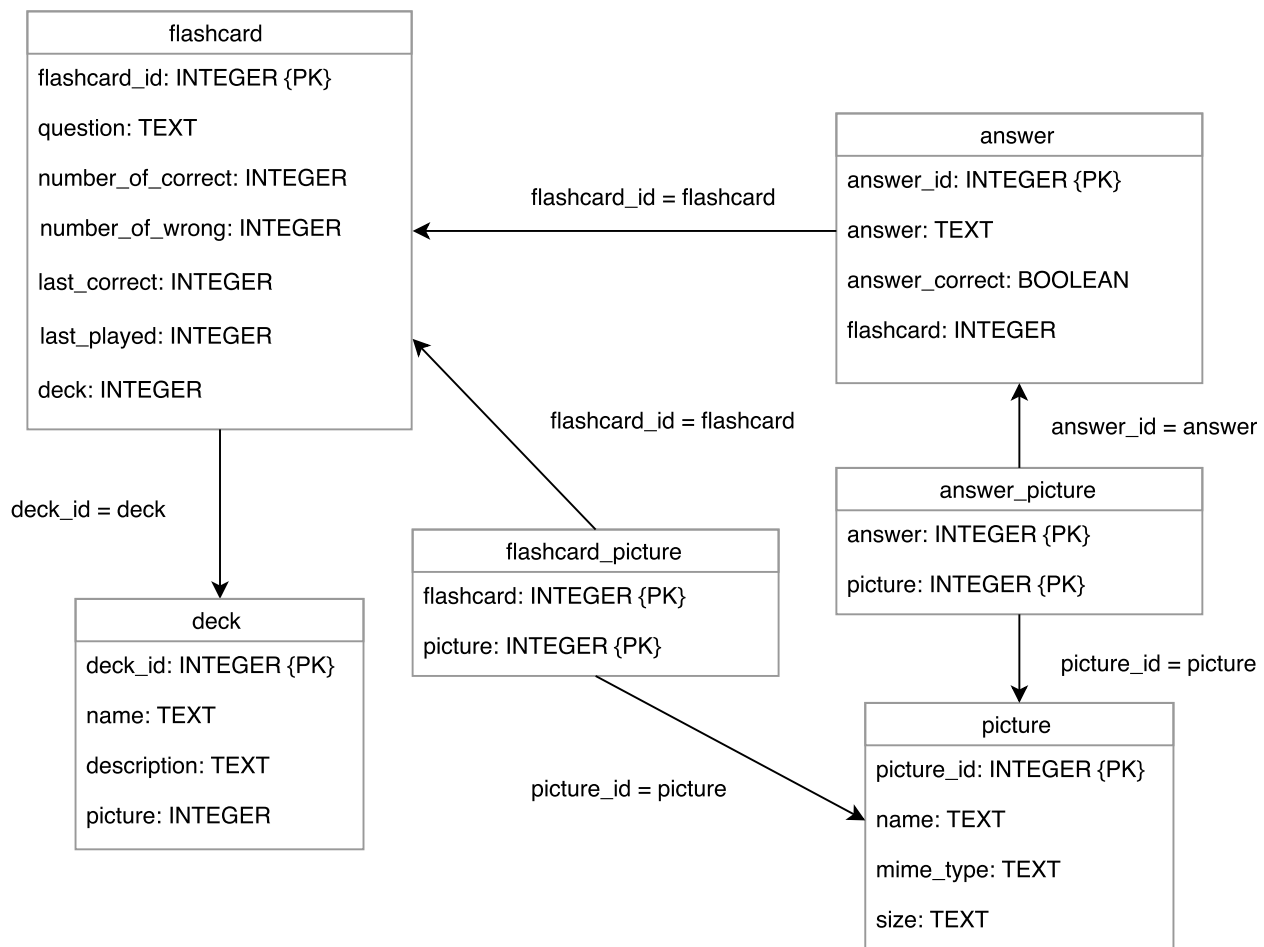 flashcard
flashcard_id: INTEGER {PK}
question: TEXT
number_of_correct: INTEGER
number_of_wrong: INTEGER
last_correct: INTEGER
last_played: INTEGER
deck: INTEGER
flashcard_id = flashcard
answer
answer_id: INTEGER {PK}
answer: TEXT
answer_correct: BOOLEAN
flashcard: INTEGER
flashcard_id = flashcard
answer_id = answer
deck_id = deck
flashcard_picture
flashcard: INTEGER {PK}
picture: INTEGER {PK}
answer_picture
answer: INTEGER {PK}
picture: INTEGER {PK}
deck
deck_id: INTEGER {PK}
name: TEXT
description: TEXT
picture: INTEGER
picture_id = picture
picture_id = picture
picture
picture_id: INTEGER {PK}
name: TEXT
mime_type: TEXT
size: TEXT